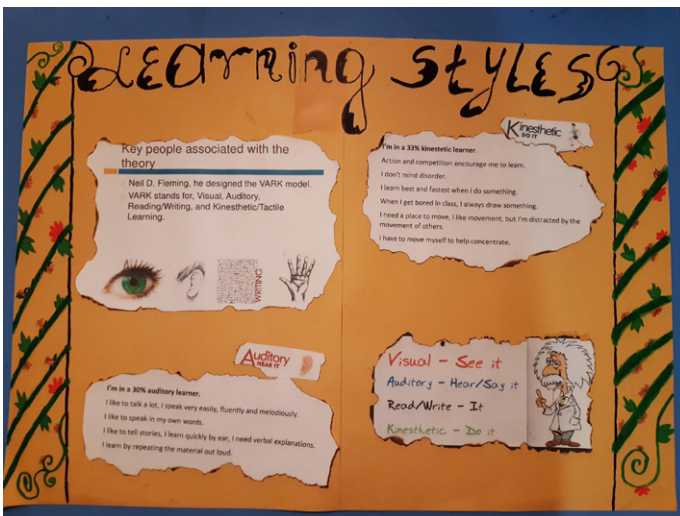 Learning Styles
Key people associated with the
theory
Neil D. Fleming, he designed the VARK model.
VARK stands for, Visual, Auditory,
Reading/Writing, and Kinesthetic/Tactile
Learning.
WRITING
Kinesthetic
DO IT
I'm in a 33% kinestetic learner.
Action and competition encourage me to learn.
I don't mind disorder.
I learn best and fastest when I do something.
When I get bored in class, I always draw something.
I need a place to move, I like movement, but I'm distracted by the
movement of others.
I have to move myself to help concentrate.
Auditory
HEAR IT
I'm in a 30% auditory learner.
I like to talk a lot, I speak very easily, fluently and melodiously.
I like to speak in my own words.
I like to tell stories, I learn quickly by ear, I need verbal explanations.
I learn by repeating the material out loud.
Visual - See it
Auditory - Hear/Say it
Read/Write - It
Kinesthetic - Do it